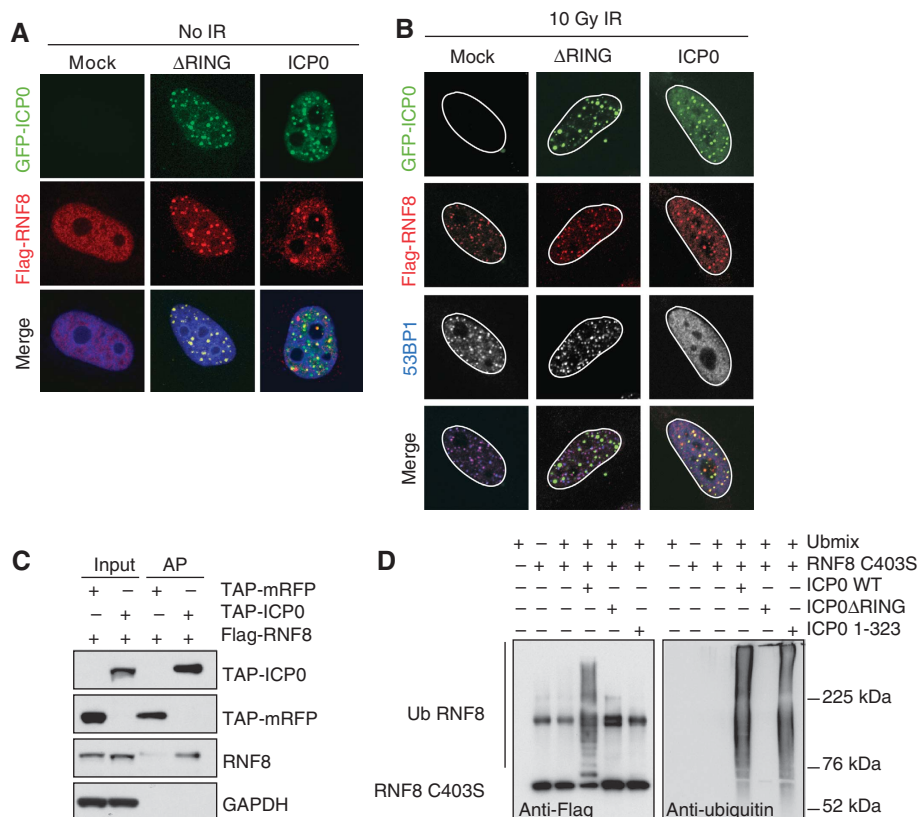 A
No IR
Mock ΔRING ICP0
GFP-ICP0
Flag-RNF8
Merge
B
10 Gy IR
Mock ΔRING ICP0
GFP-ICP0
Flag-RNF8
53BP1
Merge
C
Input AP
+ – + – TAP-mRFP
– + – + TAP-ICP0
+ + + + Flag-RNF8
TAP-ICP0
TAP-mRFP
RNF8
GAPDH
D
+ – + + + + + – + + + + Ubmix
– + + + + + – + + + + + RNF8 C403S
– – – + – – – – – + – – ICP0 WT
– – – – + – – – – – + – ICP0ΔRING
– – – – – + – – – – – + ICP0 1-323
Ub RNF8
RNF8 C403S
Anti-Flag
Anti-ubiquitin
225 kDa
76 kDa
52 kDa